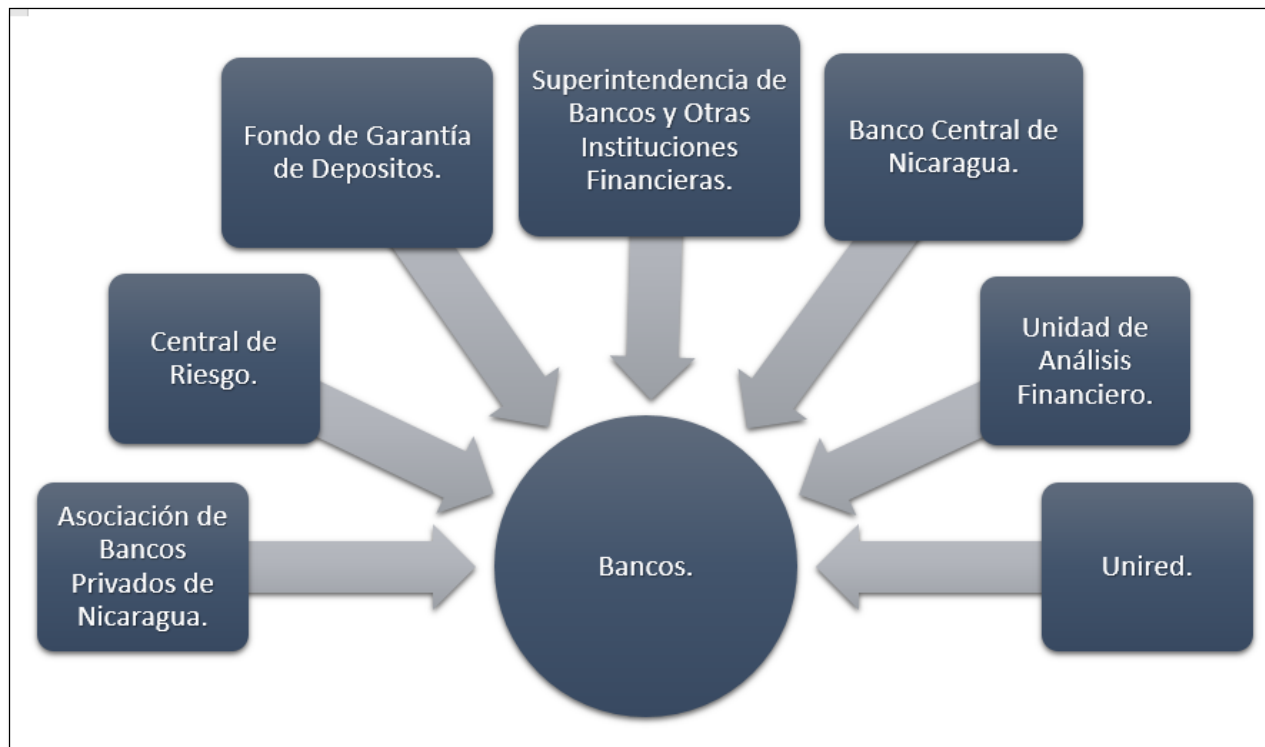 Superintendencia de
Bancos y Otras
Instituciones
Financieras.
Fondo de Garantía
de Depositos.
Banco Central de
Nicaragua.
Central de
Riesgo.
Unidad de
Análisis
Financiero.
Asociación de
Bancos
Privados de
Nicaragua.
Bancos.
Unired.